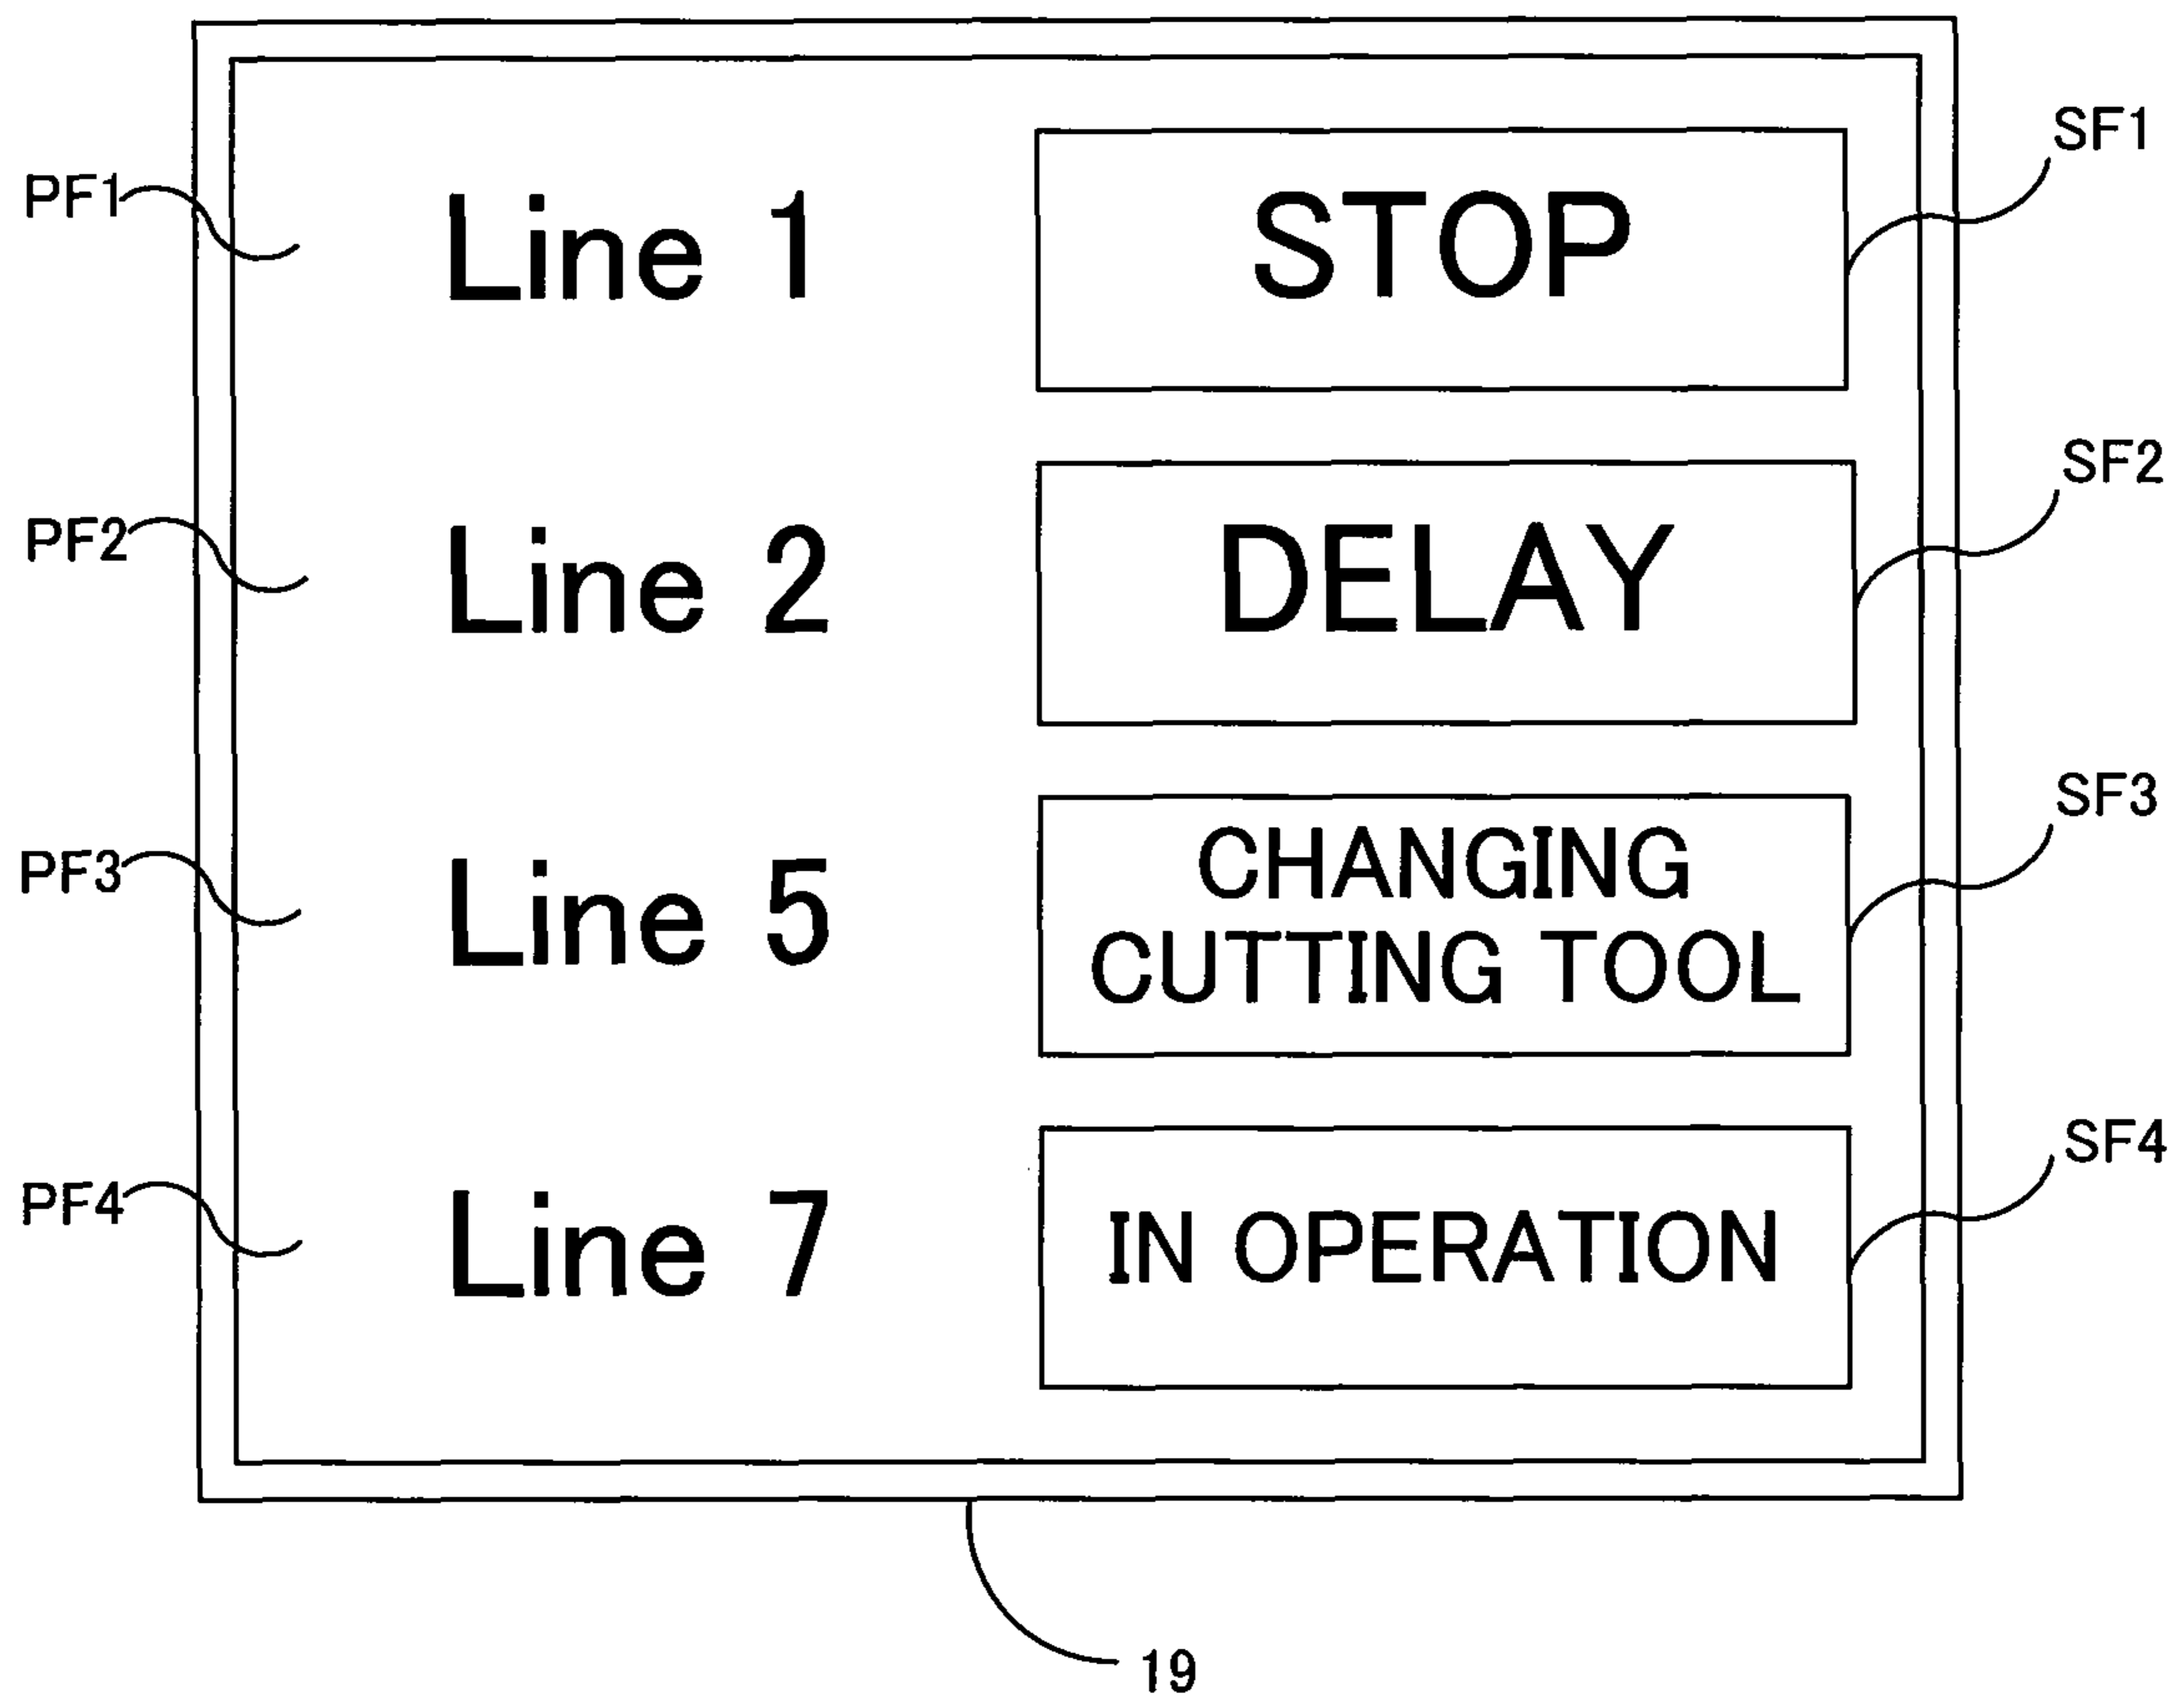 SF1
PF1
Line 1
STOP
SF2
PF2
Line 2
DELAY
SF3
PF3
Line 5
CHANGING
CUTTING TOOL
SF4
PF4
Line 7
IN OPERATION
19